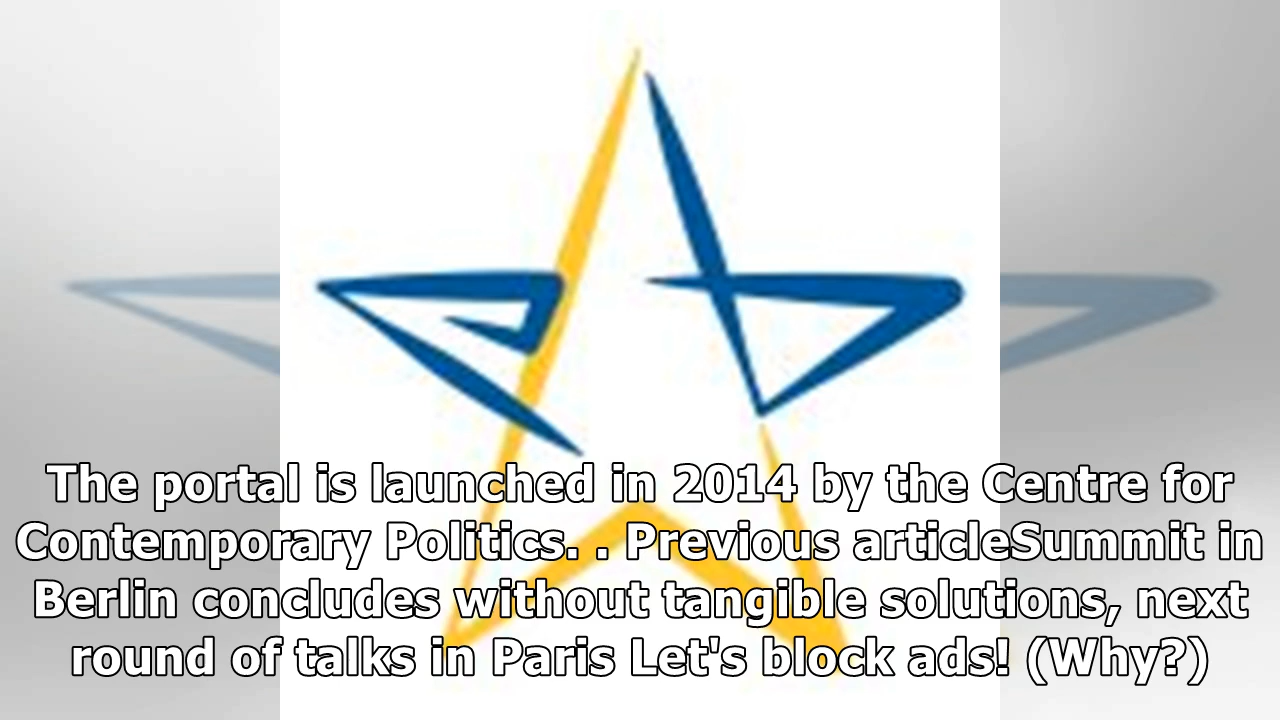 The portal is launched in 2014 by the Centre for
Contemporary Politics. . Previous articleSummit in
Berlin concludes without tangible solutions, next
round of talks in Paris Let's block ads! (Why?)